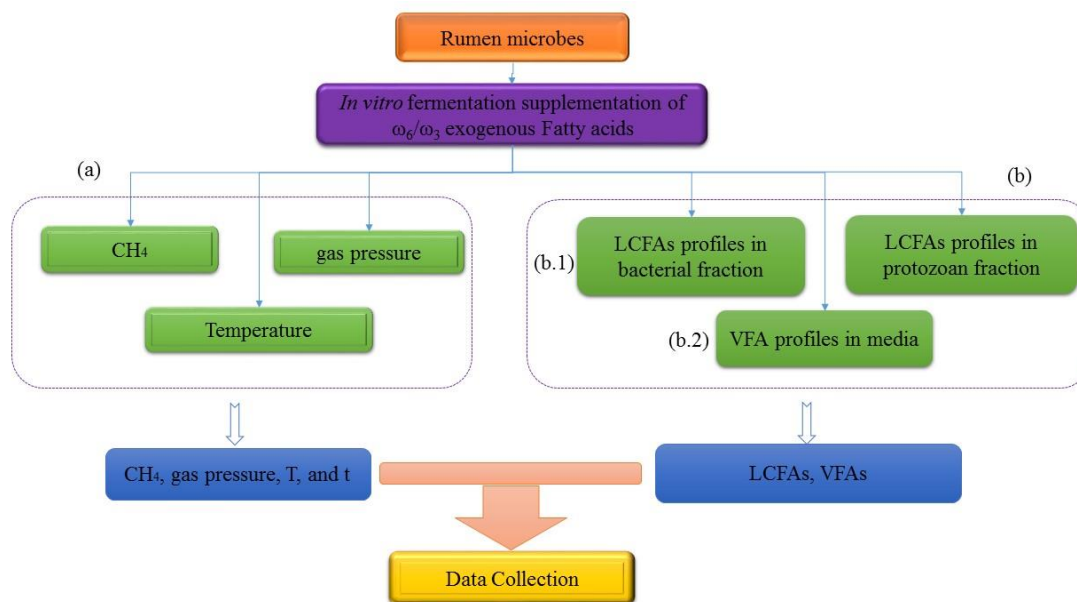 Rumen microbes
In vitro fermentation supplementation of
ω₆/ω₃ exogenous Fatty acids
(a)
(b)
CH₄
gas pressure
Temperature
(b.1)
LCFAs profiles in
bacterial fraction
LCFAs profiles in
protozoan fraction
(b.2)
VFA profiles in media
CH₄, gas pressure, T, and t
LCFAs, VFAs
Data Collection